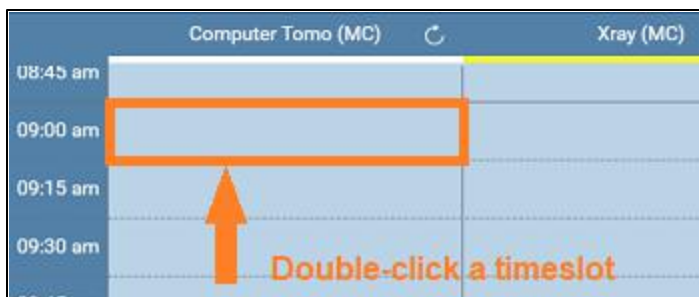 Computer Tomo (MC) Xray (MC)
08:45 am
09:00 am
09:15 am
09:30 am
Double-click a timeslot